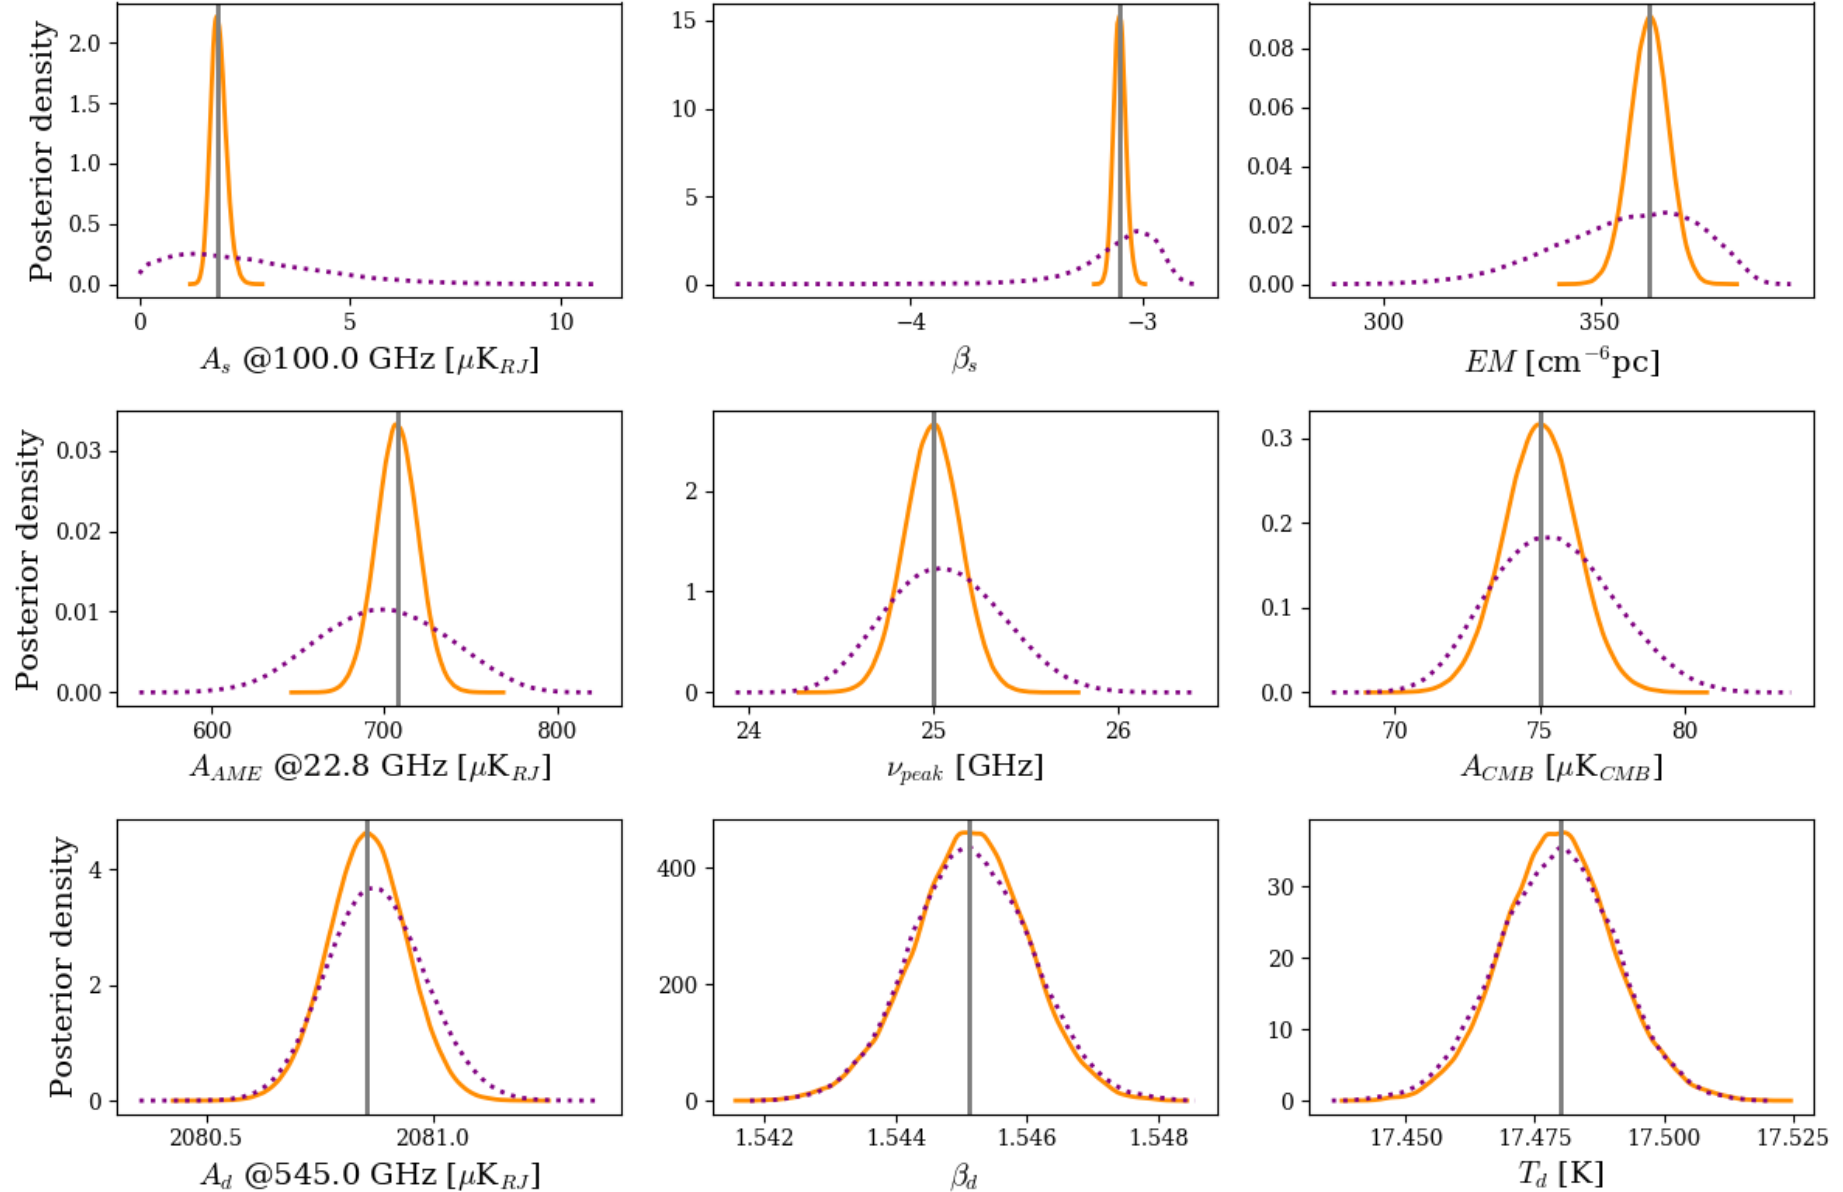 Posterior density
2.0
1.5
1.0
0.5
0.0
0 5 10
A_s @100.0 GHz [μK_RJ]
15
10
5
0
−4 −3
β_s
0.08
0.06
0.04
0.02
0.00
300 350
EM [cm⁻⁶pc]
Posterior density
0.03
0.02
0.01
0.00
600 700 800
A_AME @22.8 GHz [μK_RJ]
2
1
0
24 25 26
ν_peak [GHz]
0.3
0.2
0.1
0.0
70 75 80
A_CMB [μK_CMB]
Posterior density
4
2
0
2080.5 2081.0
A_d @545.0 GHz [μK_RJ]
400
200
0
1.542 1.544 1.546 1.548
β_d
30
20
10
0
17.450 17.475 17.500 17.525
T_d [K]